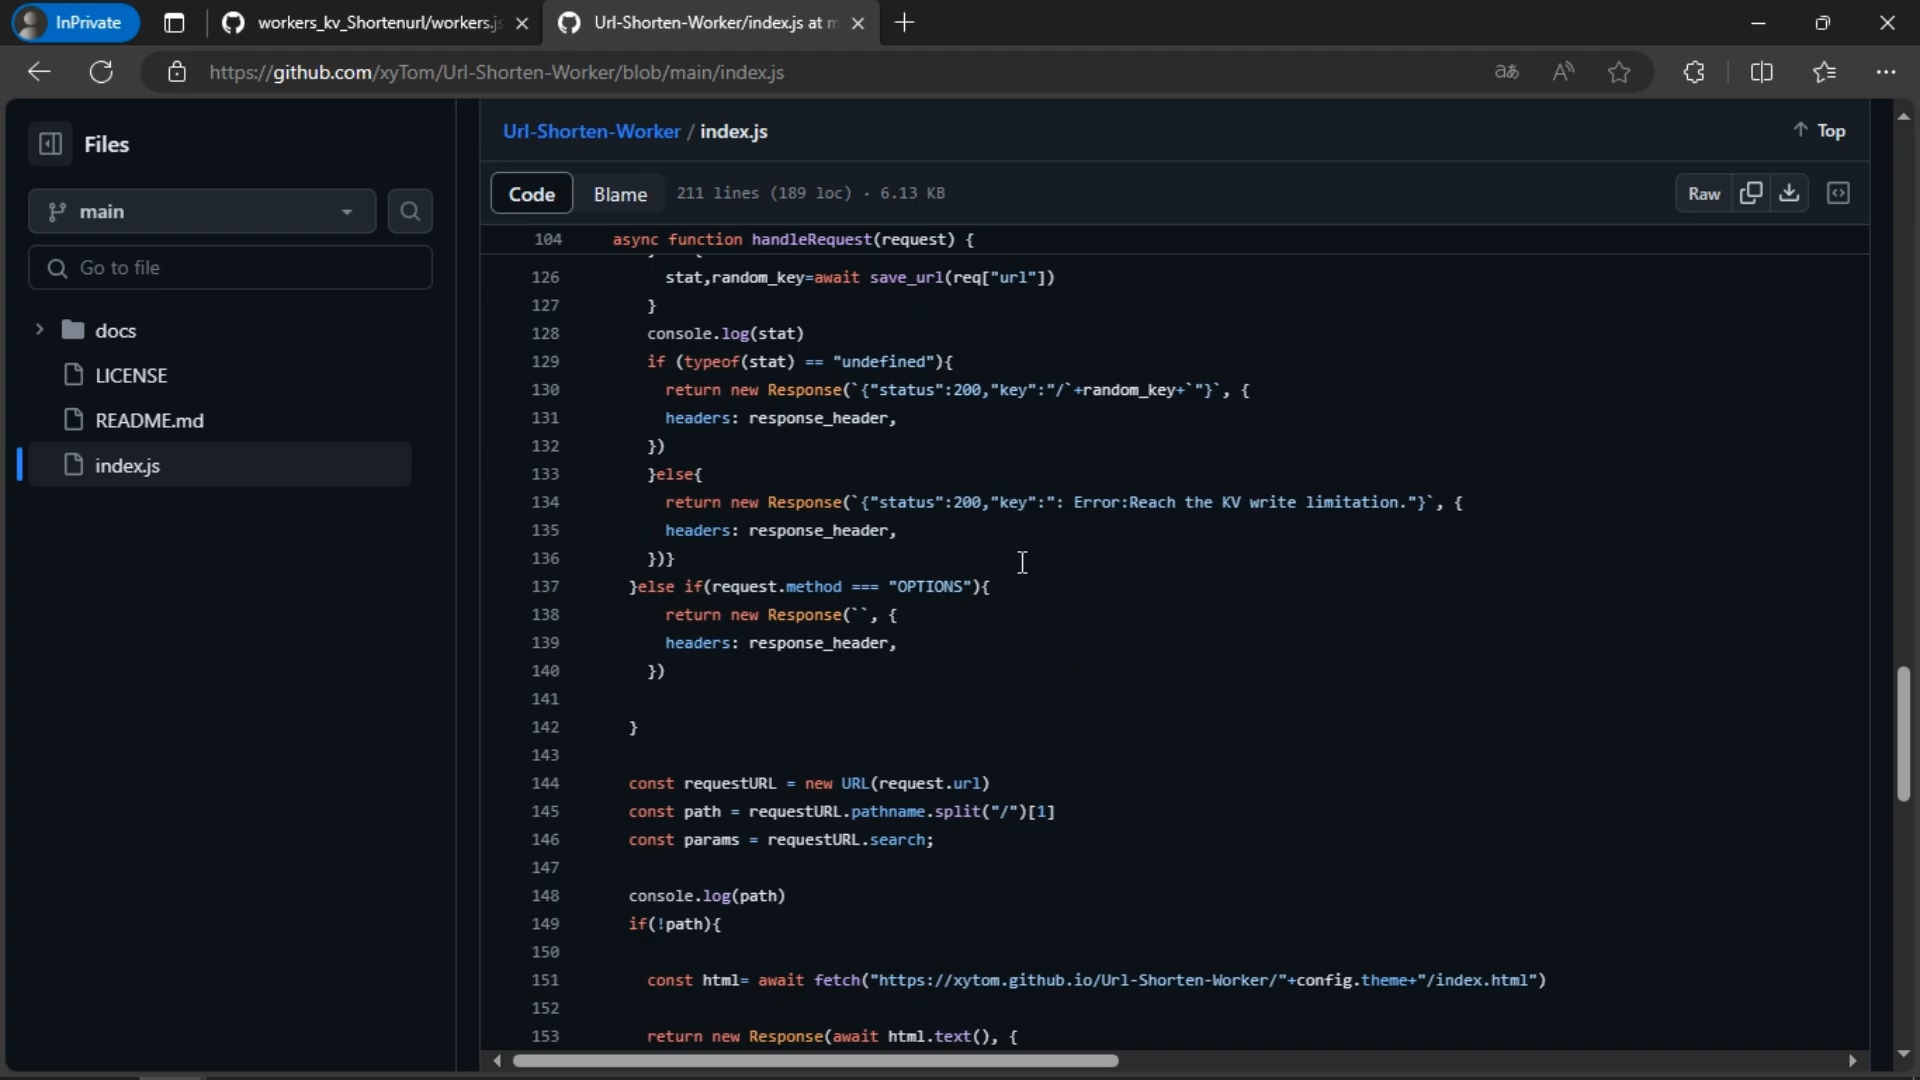 InPrivate
workers_kv_Shortenurl/workers.js
Url-Shorten-Worker/index.js at m
https://github.com/xyTom/Url-Shorten-Worker/blob/main/index.js
Files
main
Go to file
docs
LICENSE
README.md
index.js
Url-Shorten-Worker / index.js
Top
Code
Blame
211 lines (189 loc) · 6.13 KB
Raw
104 async function handleRequest(request) {
126 stat,random_key=await save_url(req["url"])
127 }
128 console.log(stat)
129 if (typeof(stat) == "undefined"){
130 return new Response(`{"status":200,"key":"/`+random_key+`"}`, {
131 headers: response_header,
132 })
133 }else{
134 return new Response(`{"status":200,"key":": Error:Reach the KV write limitation."}`, {
135 headers: response_header,
136 })}
137 }else if(request.method === "OPTIONS"){
138 return new Response(``, {
139 headers: response_header,
140 })
141
142 }
143
144 const requestURL = new URL(request.url)
145 const path = requestURL.pathname.split("/")[1]
146 const params = requestURL.search;
147
148 console.log(path)
149 if(!path){
150
151 const html= await fetch("https://xytom.github.io/Url-Shorten-Worker/"+config.theme+"/index.html")
152
153 return new Response(await html.text(), {